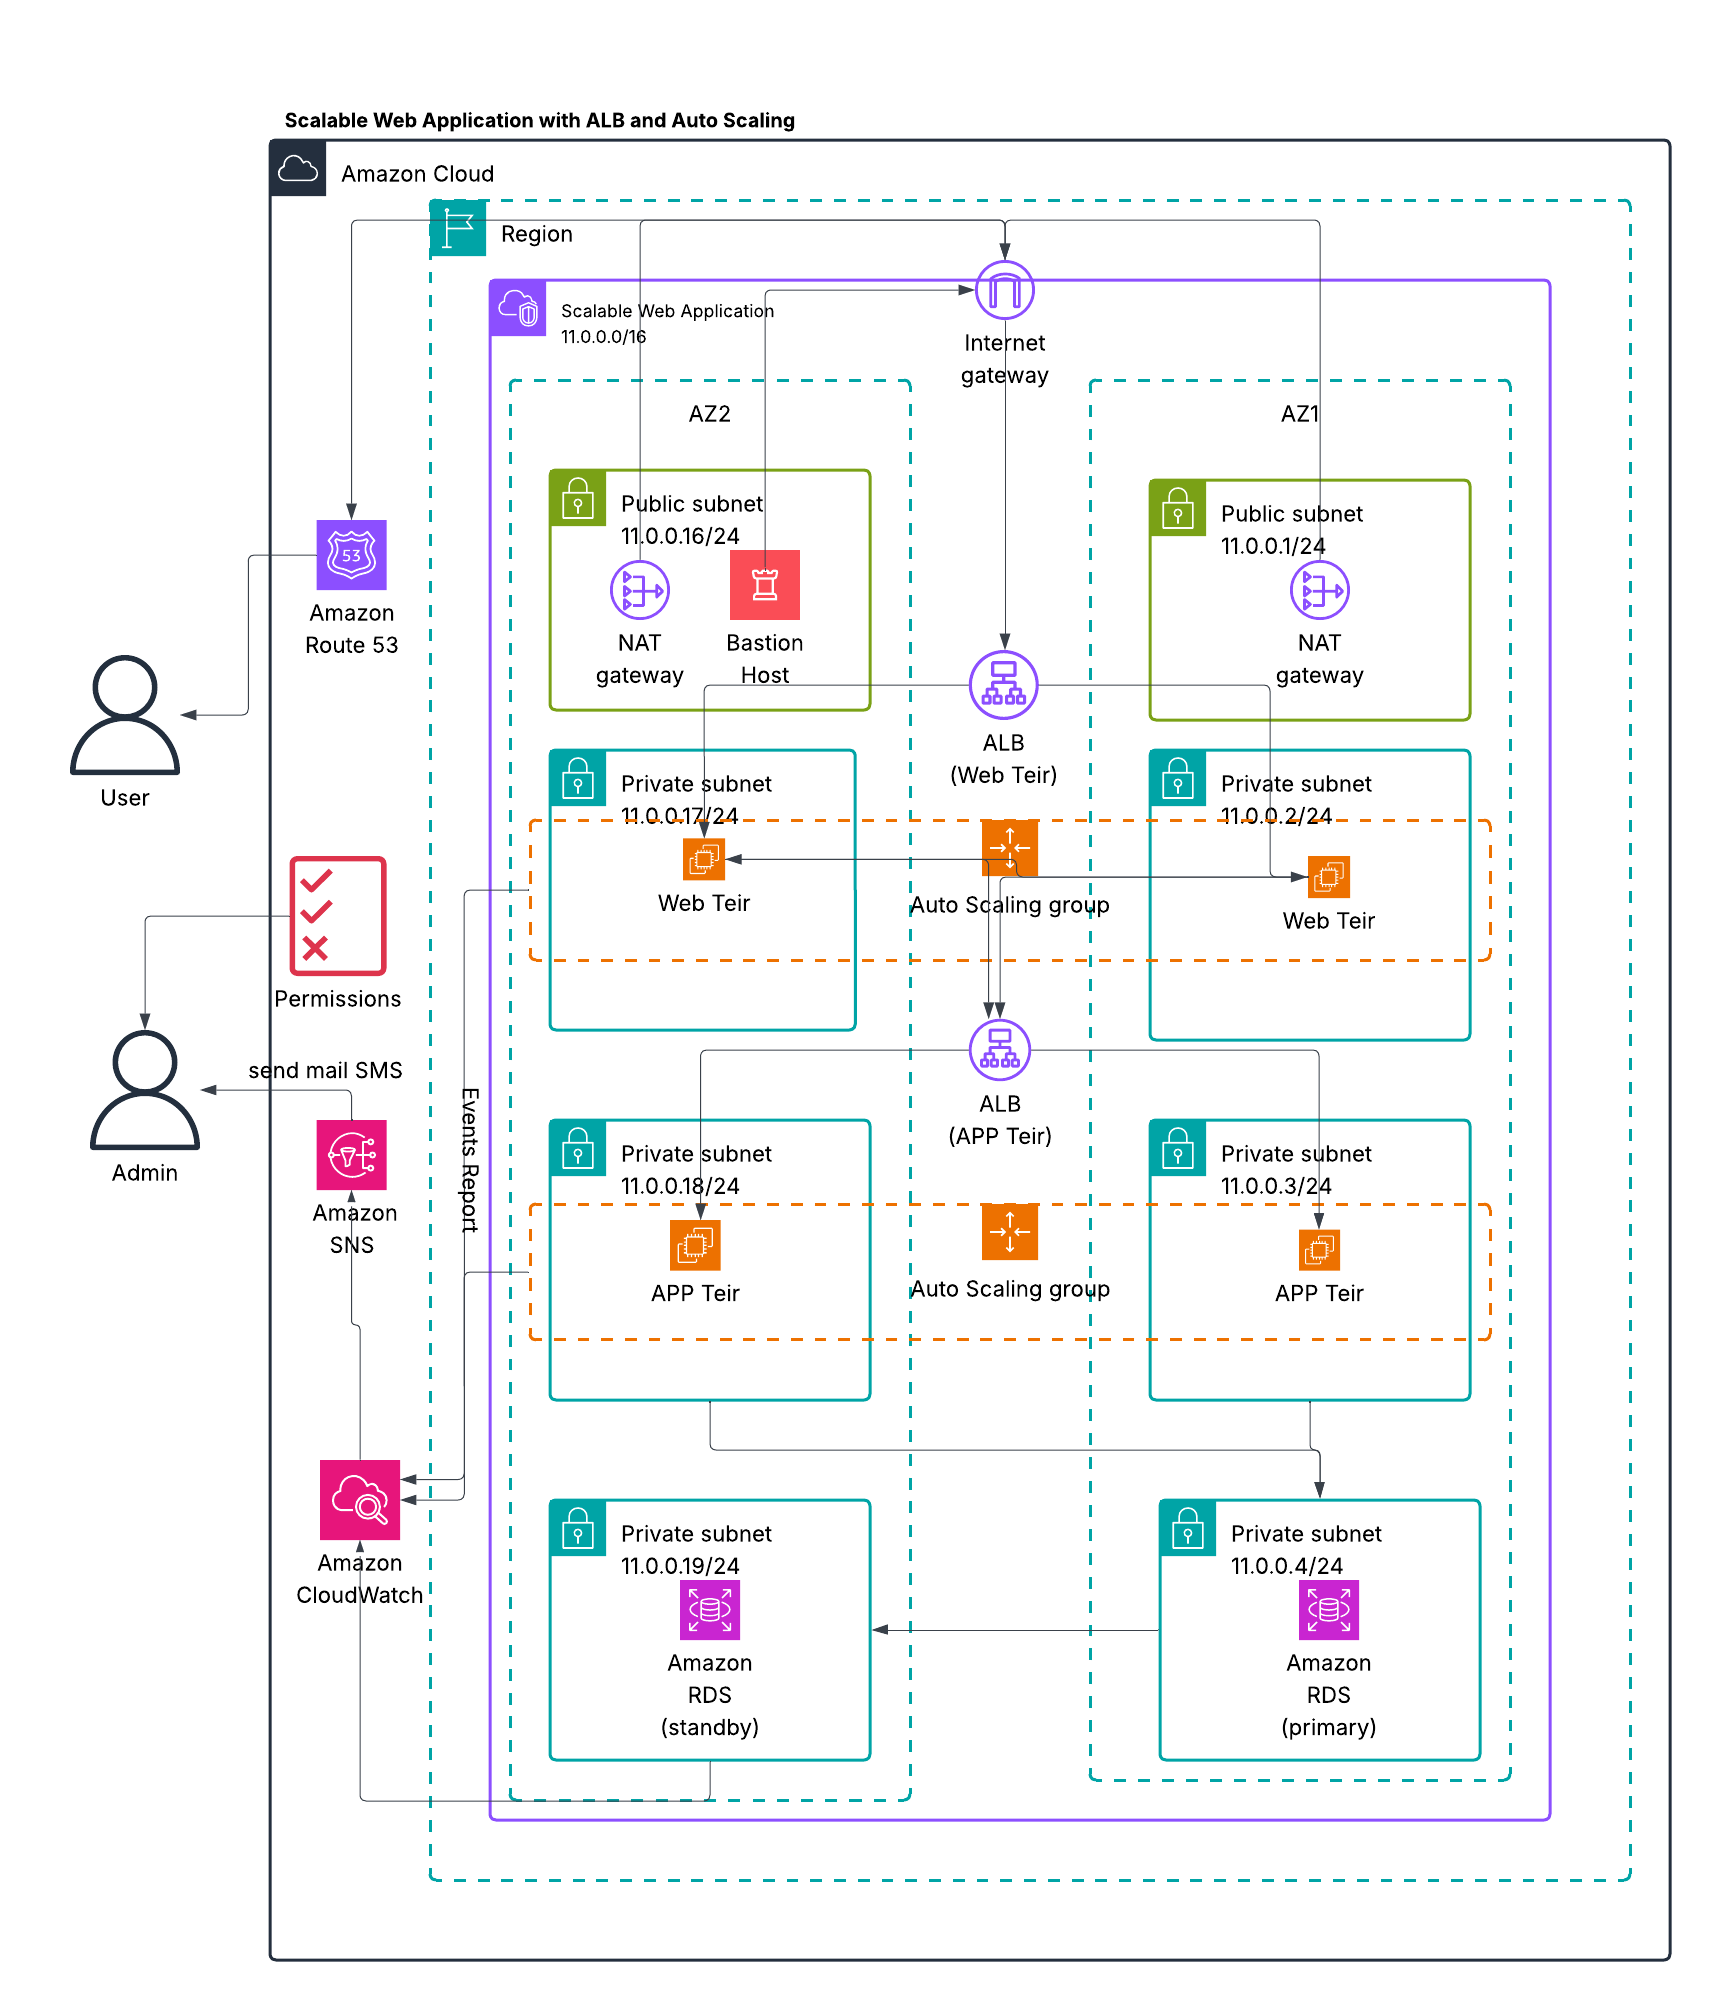 Scalable Web Application with ALB and Auto Scaling
Amazon Cloud
Region
Scalable Web Application
11.0.0.0/16
Internet
gateway
AZ2
AZ1
Public subnet
11.0.0.16/24
Public subnet
11.0.0.1/24
53
Amazon
Route 53
NAT
gateway
Bastion
Host
NAT
gateway
ALB
(Web Teir)
User
Private subnet
11.0.0.17/24
Private subnet
11.0.0.2/24
Web Teir
Auto Scaling group
Web Teir
Permissions
send mail SMS
Events Report
ALB
(APP Teir)
Admin
Private subnet
11.0.0.18/24
Private subnet
11.0.0.3/24
Amazon
SNS
APP Teir
Auto Scaling group
APP Teir
Amazon
CloudWatch
Private subnet
11.0.0.19/24
Private subnet
11.0.0.4/24
Amazon
RDS
(standby)
Amazon
RDS
(primary)